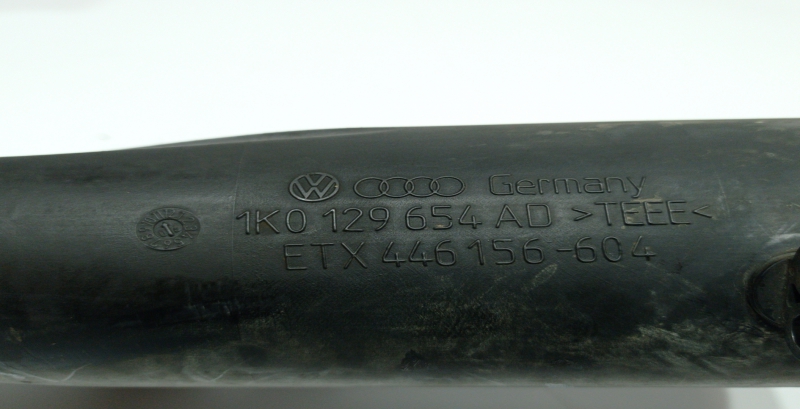 Germany
1K0 129 654 AD >TEEE<
ETX 446 156-604